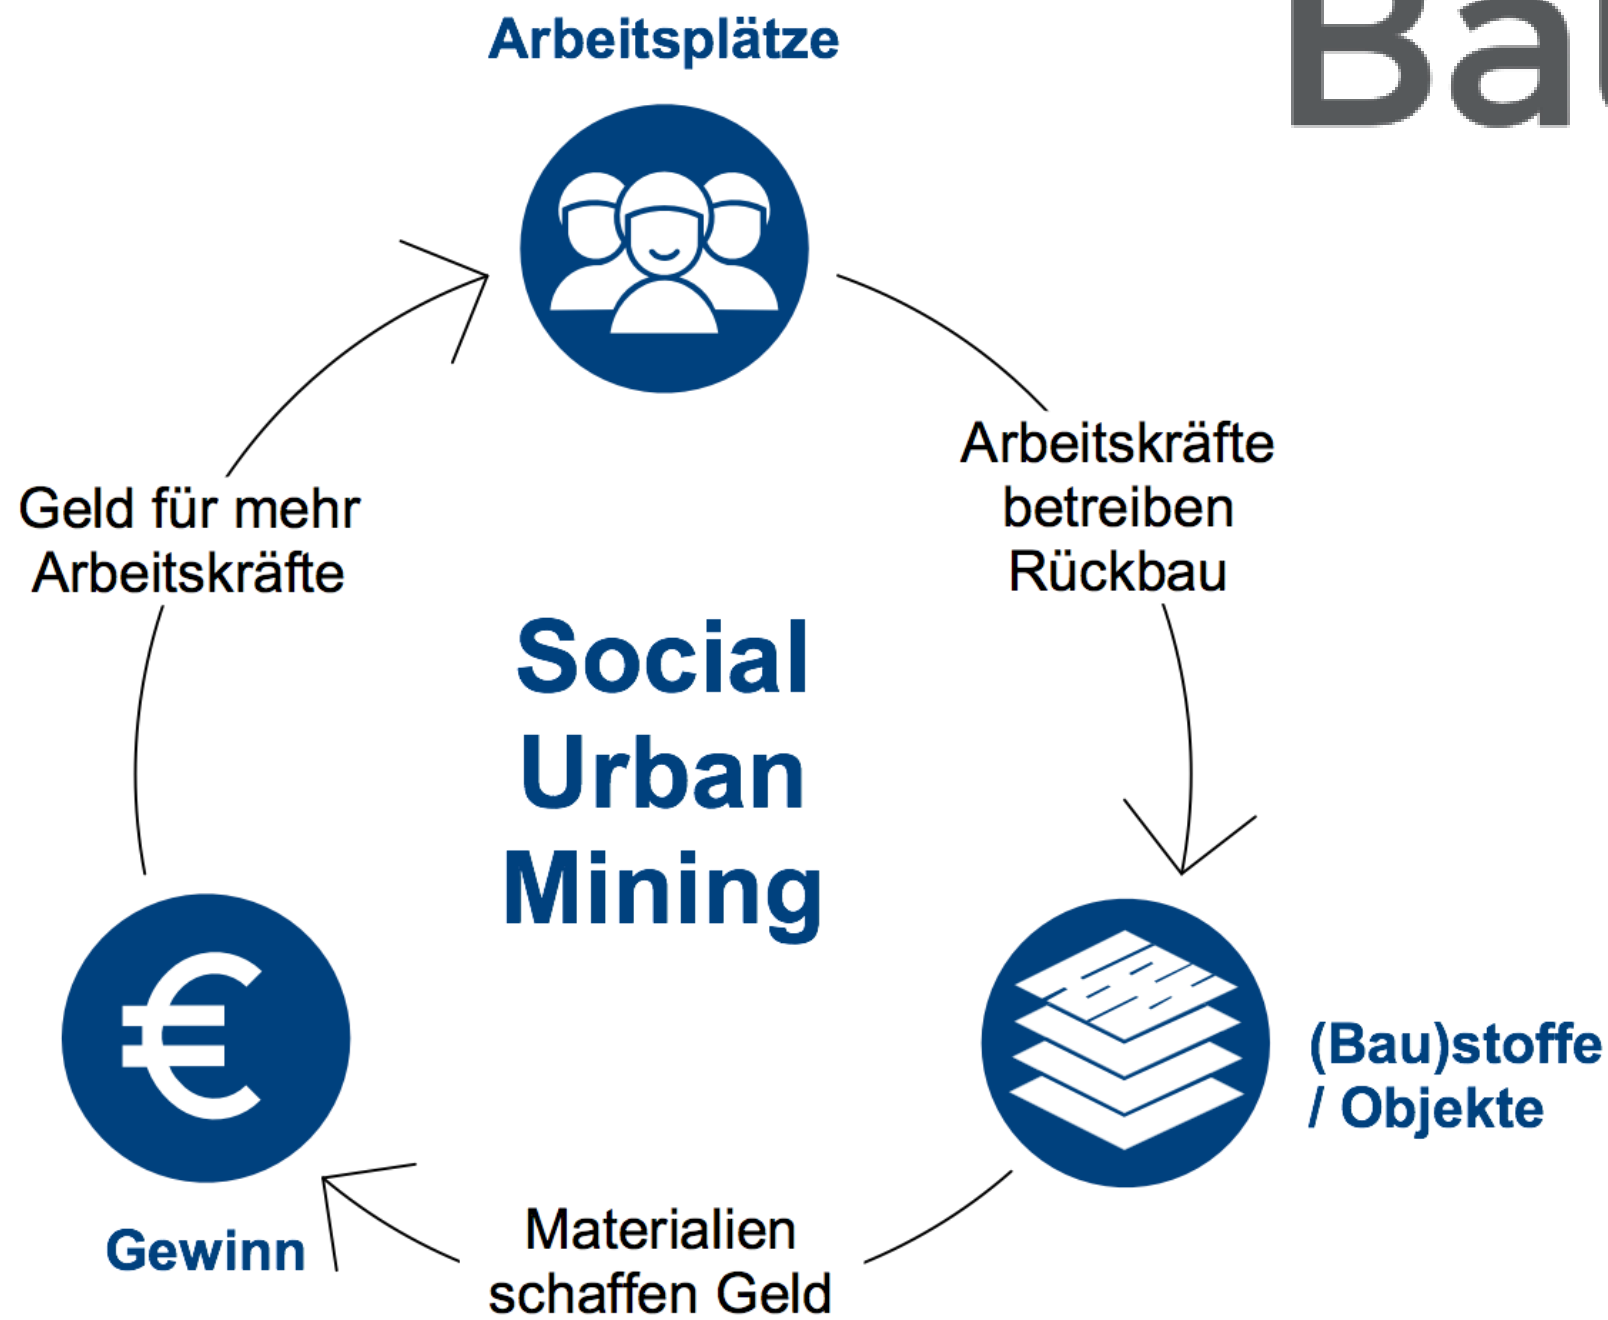 Arbeitsplätze
Arbeitskräfte
betreiben
Rückbau
Geld für mehr
Arbeitskräfte
Social
Urban
Mining
(Bau)stoffe
/ Objekte
Gewinn
Materialien
schaffen Geld